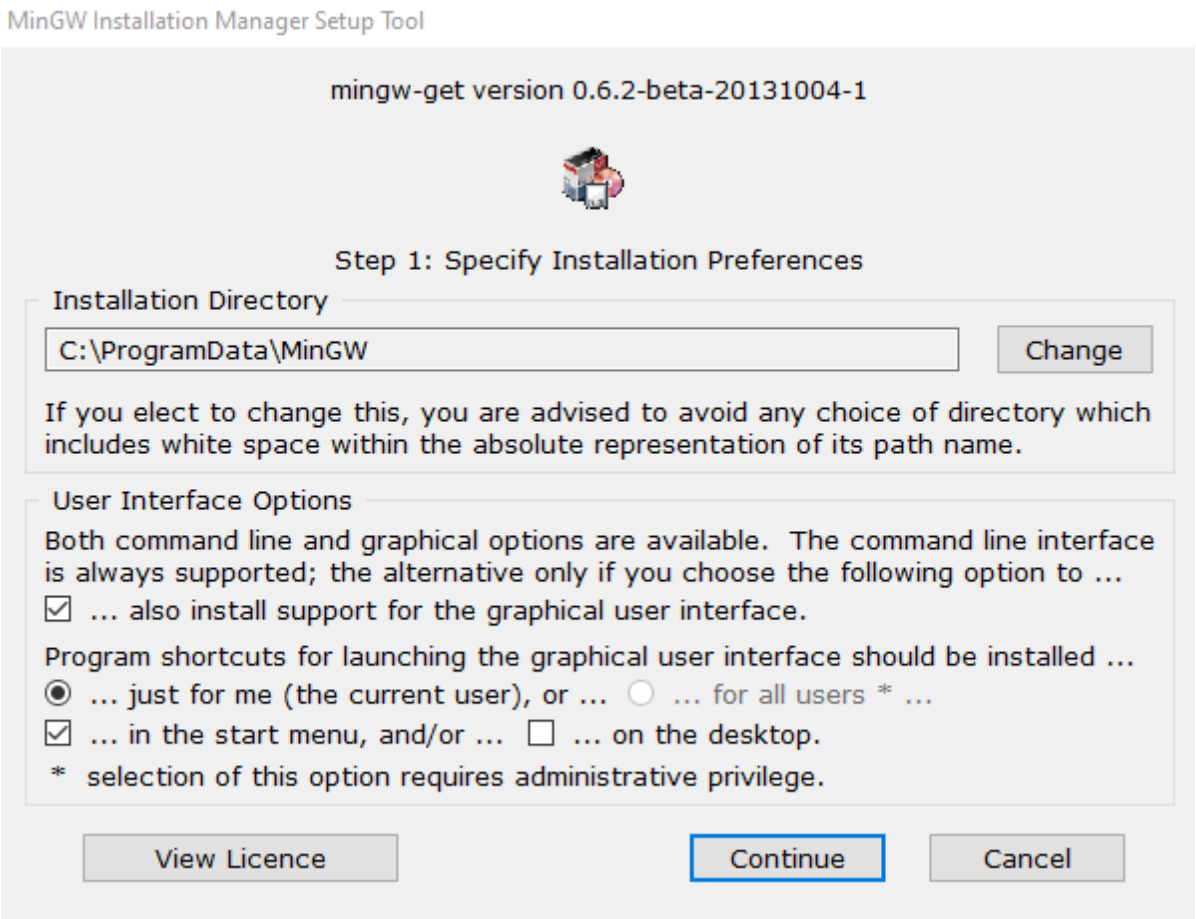 MinGW Installation Manager Setup Tool
mingw-get version 0.6.2-beta-20131004-1
Step 1: Specify Installation Preferences
Installation Directory
C:\ProgramData\MinGW
Change
If you elect to change this, you are advised to avoid any choice of directory which
includes white space within the absolute representation of its path name.
User Interface Options
Both command line and graphical options are available.  The command line interface
is always supported; the alternative only if you choose the following option to ...
... also install support for the graphical user interface.
Program shortcuts for launching the graphical user interface should be installed ...
... just for me (the current user), or ... ... for all users * ...
... in the start menu, and/or ... ... on the desktop.
* selection of this option requires administrative privilege.
View Licence Continue Cancel